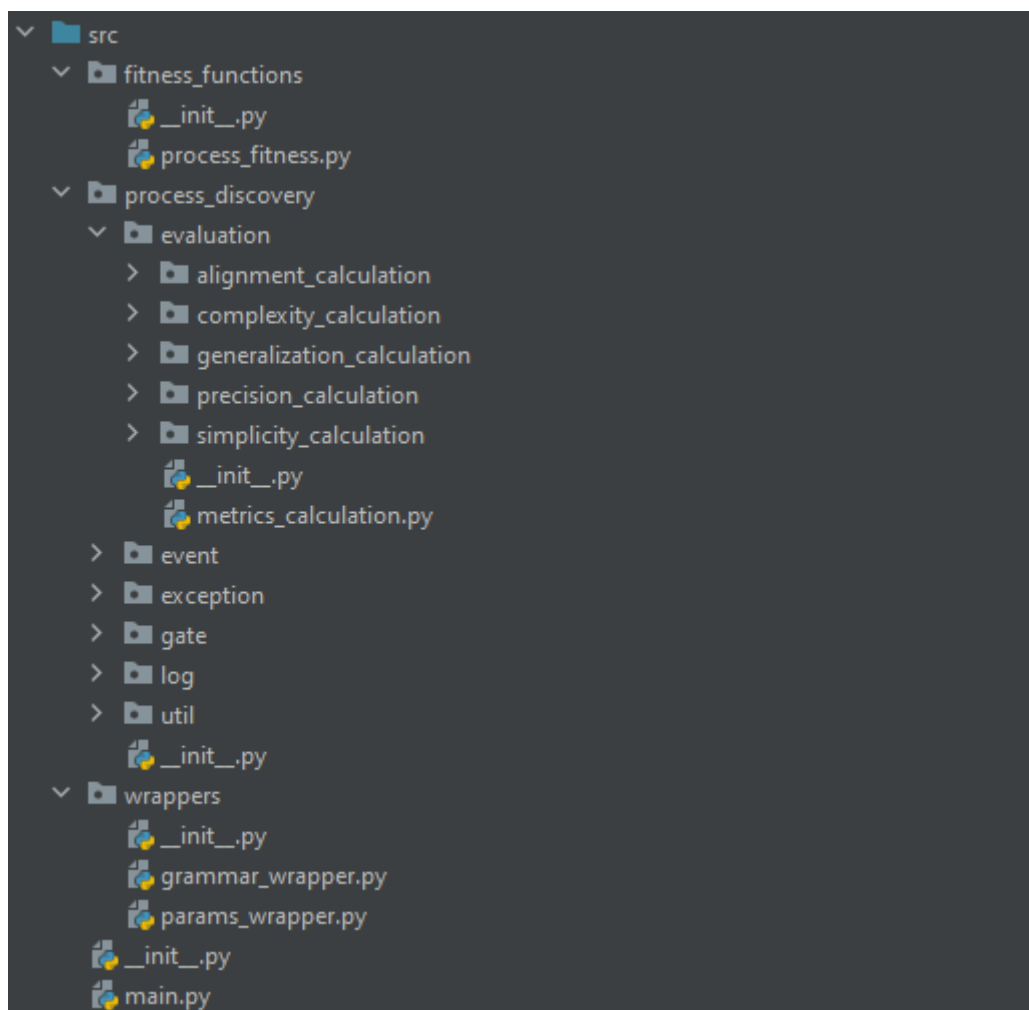 src
fitness_functions
__init__.py
process_fitness.py
process_discovery
evaluation
alignment_calculation
complexity_calculation
generalization_calculation
precision_calculation
simplicity_calculation
__init__.py
metrics_calculation.py
event
exception
gate
log
util
__init__.py
wrappers
__init__.py
grammar_wrapper.py
params_wrapper.py
__init__.py
main.py